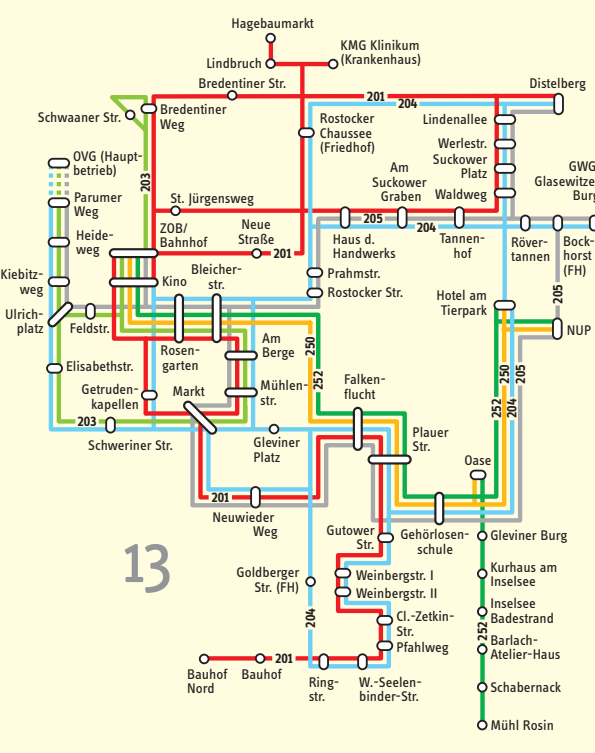 Hagebaumarkt
Lindbruch
KMG Klinikum
(Krankenhaus)
Bredentiner Str.
201
204
Distelberg
Schwaaner Str.
Bredentiner
Weg
Rostocker
Chaussee
(Friedhof)
Lindenallee
Werlestr.
Suckower
Platz
Waldweg
OVG (Haupt-
betrieb)
203
Am
Suckower
Graben
GWG
Glasewitze
Burg
Parumer
Weg
St. Jürgensweg
205
204
Heide-
weg
ZOB/
Bahnhof
Neue
Straße
201
Haus d.
Handwerks
Tannen-
hof
Röver-
tannen
Bock-
horst
(FH)
Kiebitz-
weg
Kino
Bleicher-
str.
Prahmstr.
Rostocker Str.
Hotel am
Tierpark
205
Ulrich-
platz
Feldstr.
NUP
Rosen-
garten
Am
Berge
250
252
Elisabethstr.
Getruden-
kapellen
Markt
Mühlen-
str.
Falken-
flucht
252
250
204
205
203
Schweriner Str.
Gleviner
Platz
Plauer
Str.
Oase
201
Neuwieder
Weg
Gutower
Str.
Gehörlosen-
schule
Gleviner Burg
13
Goldberger
Str. (FH)
Weinbergstr. I
Weinbergstr. II
Kurhaus am
Inselsee
204
Cl.-Zetkin-
Str.
Inselsee
Badestrand
252
Pfahlweg
Barlach-
Atelier-Haus
201
Bauhof
Nord
Bauhof
Ring-
str.
W.-Seelen-
binder-Str.
Schabernack
Mühl Rosin